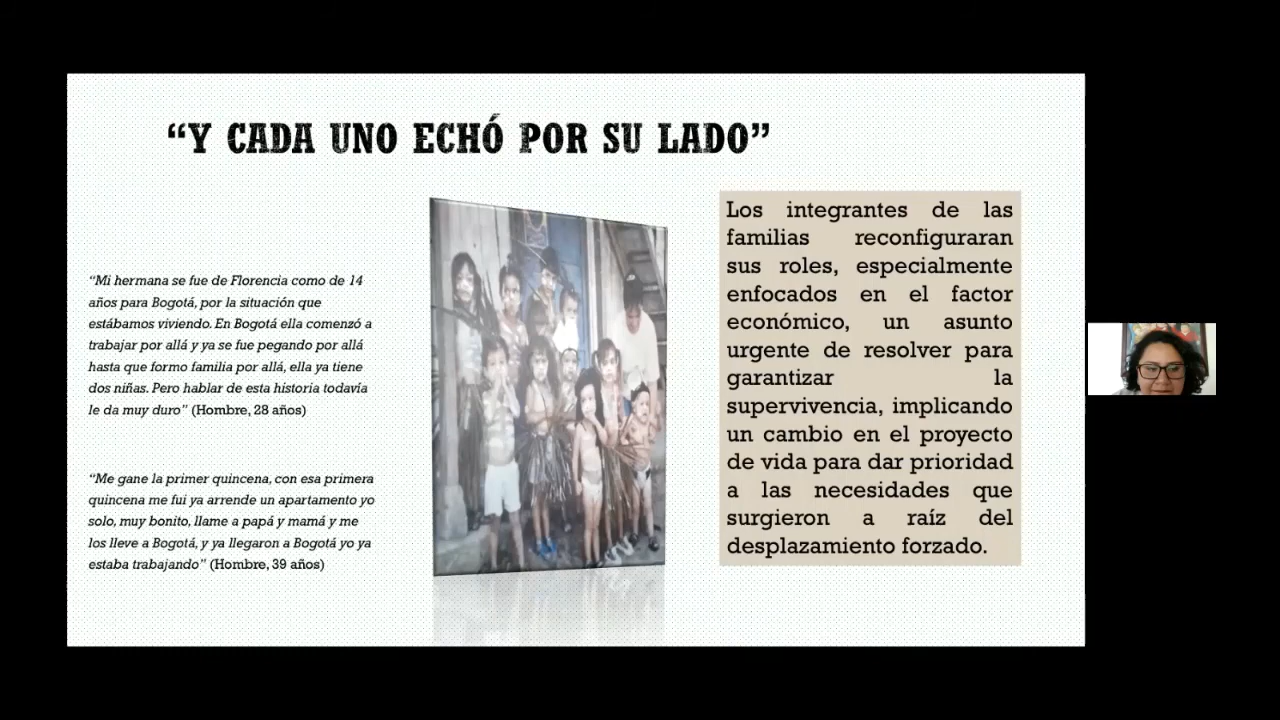 “Y CADA UNO ECHÓ POR SU LADO”
“Mi hermana se fue de Florencia como de 14
años para Bogotá, por la situación que
estábamos viviendo. En Bogotá ella comenzó a
trabajar por allá y ya se fue pegando por allá
hasta que formo familia por allá, ella ya tiene
dos niñas. Pero hablar de esta historia todavía
le da muy duro” (Hombre, 28 años)
“Me gane la primer quincena, con esa primera
quincena me fui ya arrende un apartamento yo
solo, muy bonito, llame a papá y mamá y me
los lleve a Bogotá, y ya llegaron a Bogotá yo ya
estaba trabajando” (Hombre, 39 años)
Los integrantes de las
familias reconfiguraran
sus roles, especialmente
enfocados en el factor
económico, un asunto
urgente de resolver para
garantizar la
supervivencia, implicando
un cambio en el proyecto
de vida para dar prioridad
a las necesidades que
surgieron a raíz del
desplazamiento forzado.